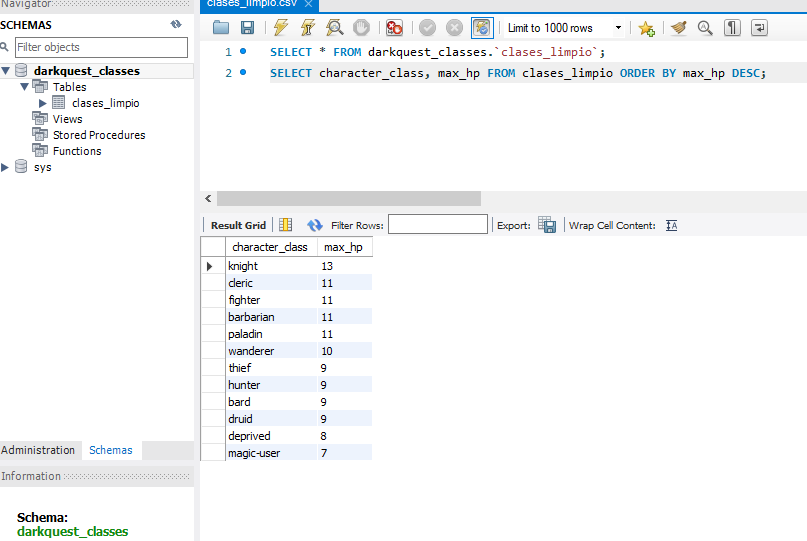 Navigator
SCHEMAS
Filter objects
darkquest_classes
Tables
clases_limpio
Views
Stored Procedures
Functions
sys
Administration Schemas
Information
Schema:
darkquest_classes
clases_limpio.csv
Limit to 1000 rows
1 SELECT * FROM darkquest_classes.`clases_limpio`;
2 SELECT character_class, max_hp FROM clases_limpio ORDER BY max_hp DESC;
Result Grid Filter Rows: Export: Wrap Cell Content: IA
character_class max_hp
knight 13
cleric 11
fighter 11
barbarian 11
paladin 11
wanderer 10
thief 9
hunter 9
bard 9
druid 9
deprived 8
magic-user 7